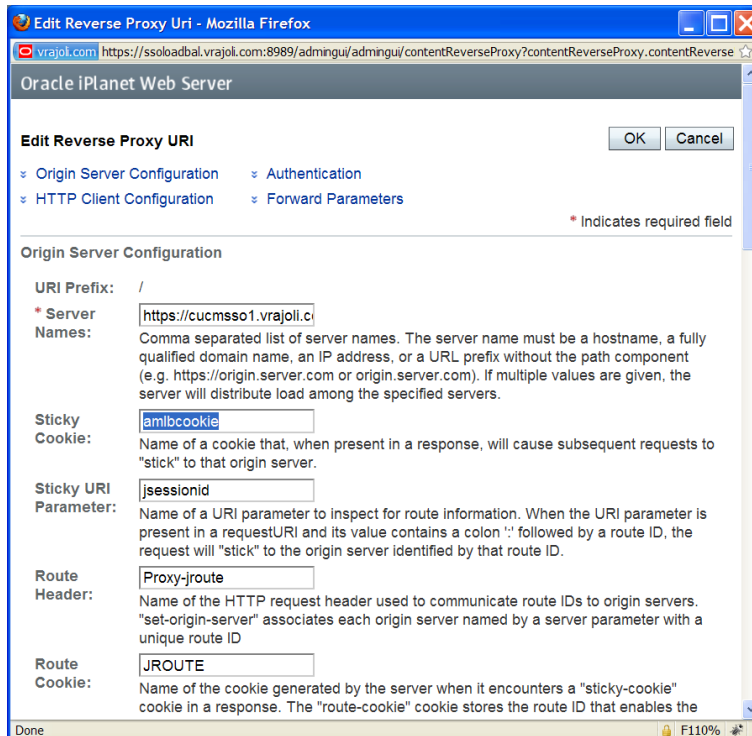 Edit Reverse Proxy Uri - Mozilla Firefox
vrajoli.com https://ssoloadbal.vrajoli.com:8989/admingui/admingui/contentReverseProxy?contentReverseProxy.contentReverse
Oracle iPlanet Web Server
Edit Reverse Proxy URI
OK Cancel
Origin Server Configuration Authentication
HTTP Client Configuration Forward Parameters
* Indicates required field
Origin Server Configuration
URI Prefix: /
* Server Names: https://cucmsso1.vrajoli.c
Comma separated list of server names. The server name must be a hostname, a fully
qualified domain name, an IP address, or a URL prefix without the path component
(e.g. https://origin.server.com or origin.server.com). If multiple values are given, the
server will distribute load among the specified servers.
Sticky Cookie: amlbcookie
Name of a cookie that, when present in a response, will cause subsequent requests to
"stick" to that origin server.
Sticky URI Parameter: jsessionid
Name of a URI parameter to inspect for route information. When the URI parameter is
present in a requestURI and its value contains a colon ':' followed by a route ID, the
request will "stick" to the origin server identified by that route ID.
Route Header: Proxy-jroute
Name of the HTTP request header used to communicate route IDs to origin servers.
"set-origin-server" associates each origin server named by a server parameter with a
unique route ID
Route Cookie: JROUTE
Name of the cookie generated by the server when it encounters a "sticky-cookie"
cookie in a response. The "route-cookie" cookie stores the route ID that enables the
Done F110%